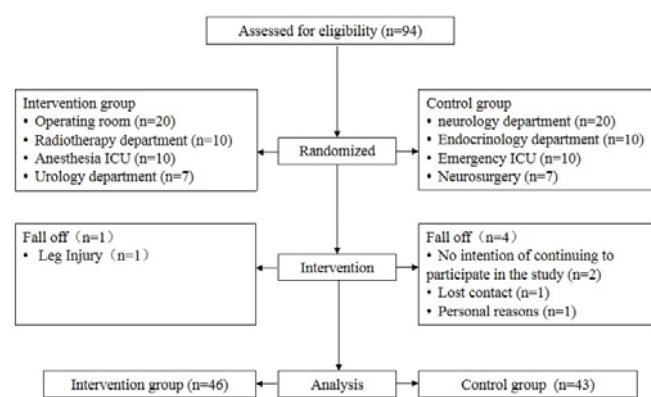 Assessed for eligibility (n=94)
Intervention group
• Operating room (n=20)
• Radiotherapy department (n=10)
• Anesthesia ICU (n=10)
• Urology department (n=7)
Randomized
Control group
• neurology department (n=20)
• Endocrinology department (n=10)
• Emergency ICU (n=10)
• Neurosurgery (n=7)
Fall off（n=1）
• Leg Injury（n=1）
Intervention
Fall off（n=4）
• No intention of continuing to
participate in the study (n=2)
• Lost contact (n=1)
• Personal reasons (n=1)
Intervention group (n=46)
Analysis
Control group (n=43)